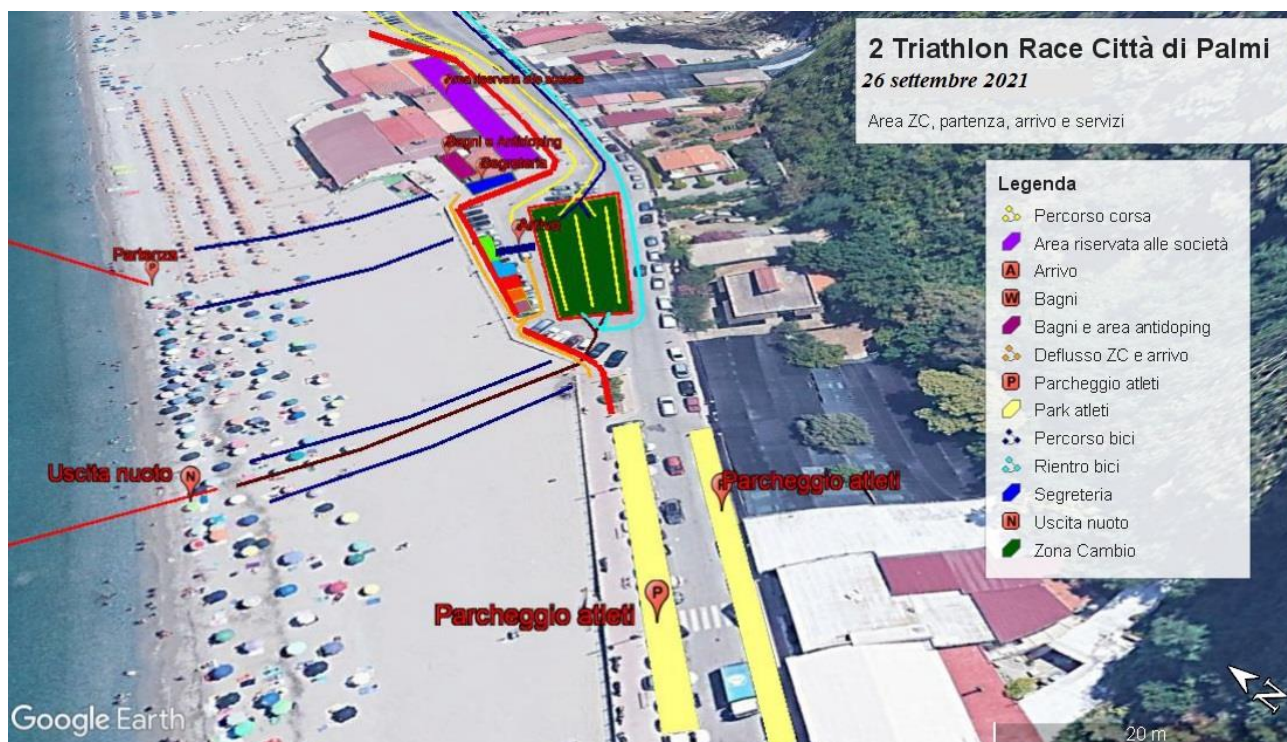 2 Triathlon Race Città di Palmi
26 settembre 2021
Area ZC, partenza, arrivo e servizi
Legenda
Percorso corsa
Area riservata alle società
A Arrivo
W Bagni
Bagni e area antidoping
Deflusso ZC e arrivo
P Parcheggio atleti
Park atleti
Percorso bici
Rientro bici
Segreteria
N Uscita nuoto
Zona Cambio
Area riservata alle società
Bagni e Antidoping
Segreteria
Arrivo
Partenza
P
Uscita nuoto
N
Parcheggio atleti
P
Parcheggio atleti
P
Google Earth
N
20 m